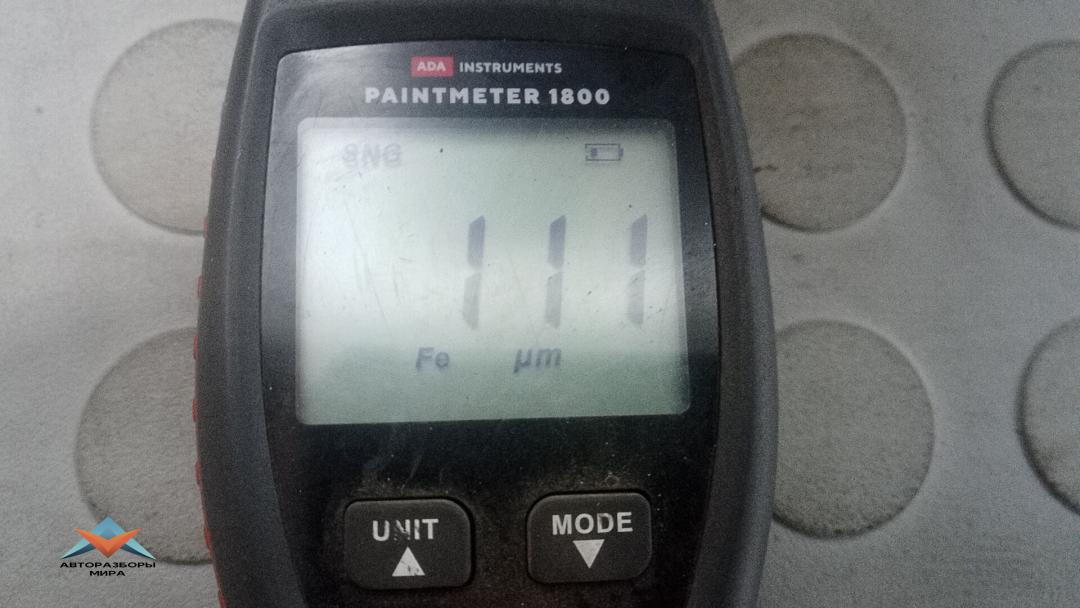 ADA INSTRUMENTS
PAINTMETER 1800
SNG
111
Fe µm
UNIT
MODE
АВТОРАЗБОРЫ
МИРА